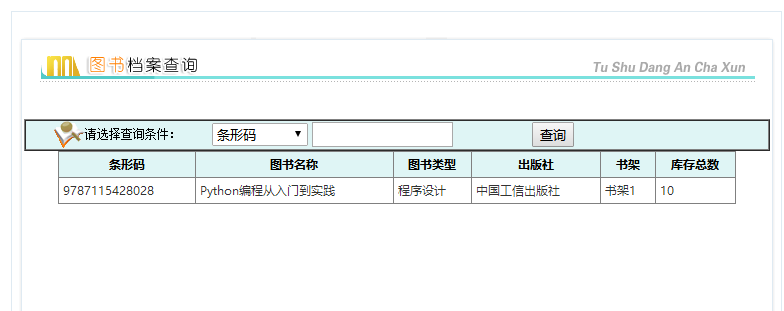 图书档案查询 Tu Shu Dang An Cha Xun
请选择查询条件： 条形码 查询
条形码 图书名称 图书类型 出版社 书架 库存总数
9787115428028 Python编程从入门到实践 程序设计 中国工信出版社 书架1 10